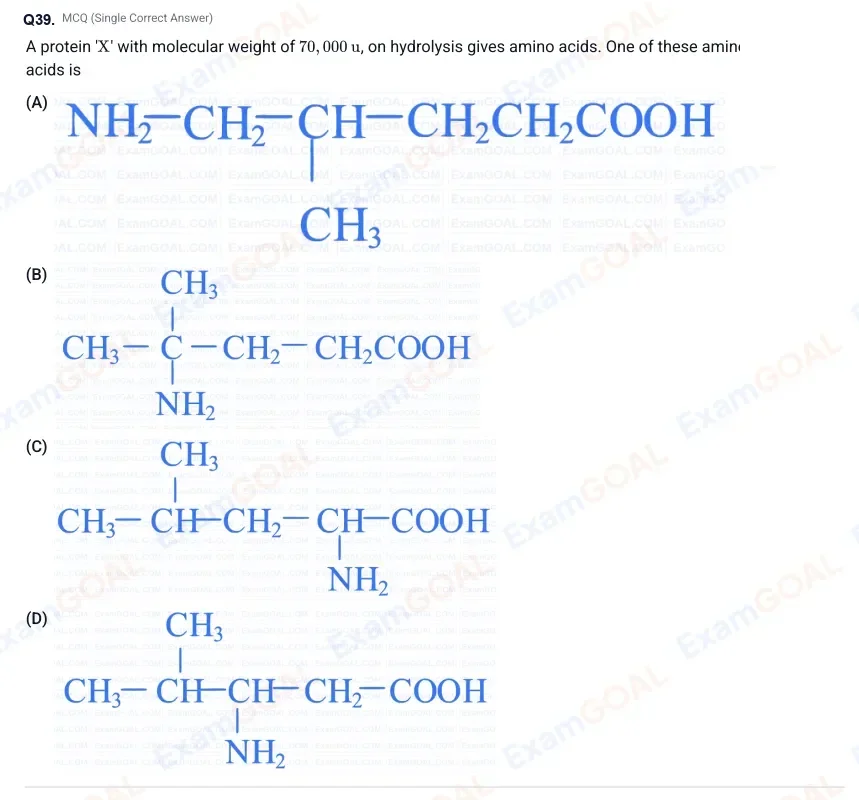 Q39. MCQ (Single Correct Answer)
A protein 'X' with molecular weight of 70,000 u, on hydrolysis gives amino acids. One of these amin
acids is
(A) NH₂–CH₂–CH–CH₂CH₂COOH
CH₃
(B)
CH₃
CH₃–C–CH₂–CH₂COOH
NH₂
(C)
CH₃
CH₃–CH–CH₂–CH–COOH
NH₂
(D)
CH₃
CH₃–CH–CH–CH₂–COOH
NH₂
ExamGOAL